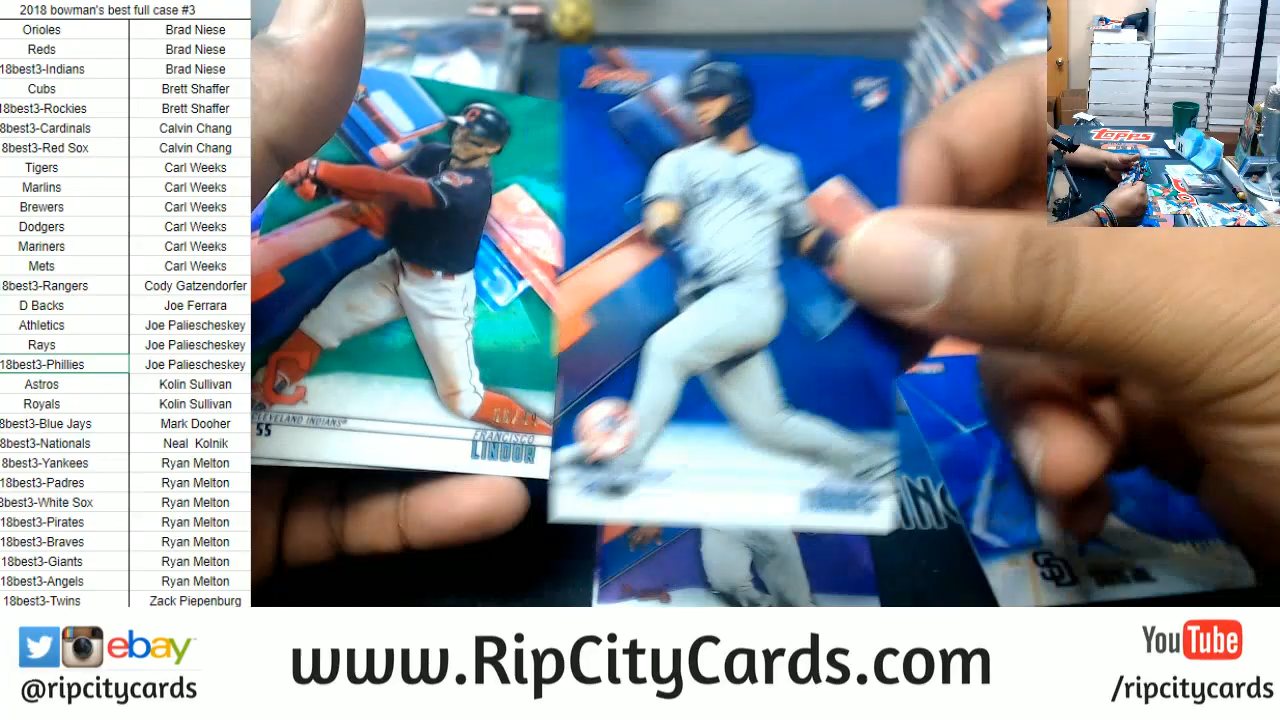 2018 bowman's best full case #3
Orioles Brad Niese
Reds Brad Niese
18best3-Indians Brad Niese
Cubs Brett Shaffer
18best3-Rockies Brett Shaffer
8best3-Cardinals Calvin Chang
8best3-Red Sox Calvin Chang
Tigers Carl Weeks
Marlins Carl Weeks
Brewers Carl Weeks
Dodgers Carl Weeks
Mariners Carl Weeks
Mets Carl Weeks
8best3-Rangers Cody Gatzendorfer
D Backs Joe Ferrara
Athletics Joe Paliescheskey
Rays Joe Paliescheskey
18best3-Phillies Joe Paliescheskey
Astros Kolin Sullivan
Royals Kolin Sullivan
8best3-Blue Jays Mark Dooher
8best3-Nationals Neal Kolnik
8best3-Yankees Ryan Melton
18best3-Padres Ryan Melton
8best3-White Sox Ryan Melton
18best3-Pirates Ryan Melton
18best3-Braves Ryan Melton
18best3-Giants Ryan Melton
18best3-Angels Ryan Melton
18best3-Twins Zack Piepenburg
CLEVELAND INDIANS
SS
FRANCISCO
LINDOR
SD
TOPPS
ebay
@ripcitycards
www.RipCityCards.com
YouTube
/ripcitycards